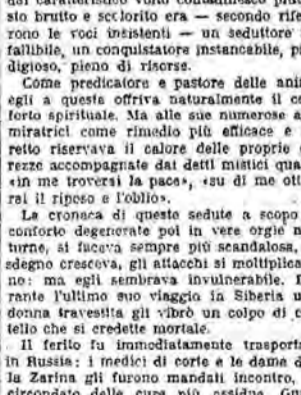 dal caratteristico volto contadinesco
sio brutto e scolorito era — secondo rife
rono le voci insistenti — un seduttore
fallibile, un conquistatore instancabile, p
digioso, pieno di risorse.
Come predicatore e pastore delle ani
egli a queste offriva naturalmente il c
forto spirituale. Ma alle sue numerose a
miratrici come rimedio più efficace e
retto riservava il calore delle proprie
rezze accompagnate dai detti mistici qua
«in me troverai la pace», «su di me ott
rai il riposo e l'oblio».
La cronaca di queste sedute a scopo
conforto degenerate poi in vere orgie n
turne, si faceva sempre più scandalosa,
sdegno cresceva, gli attacchi si moltiplica
no: ma egli sembrava invulnerabile.
rante l'ultimo suo viaggio in Siberia u
donna travestita gli vibrò un colpo di c
tello che si credette mortale.
Il ferito fu immediatamente trasport
in Russia: i medici di corte e le dame d
la Zarina gli furono mandati incontro,
circondato delle cure più assidue.